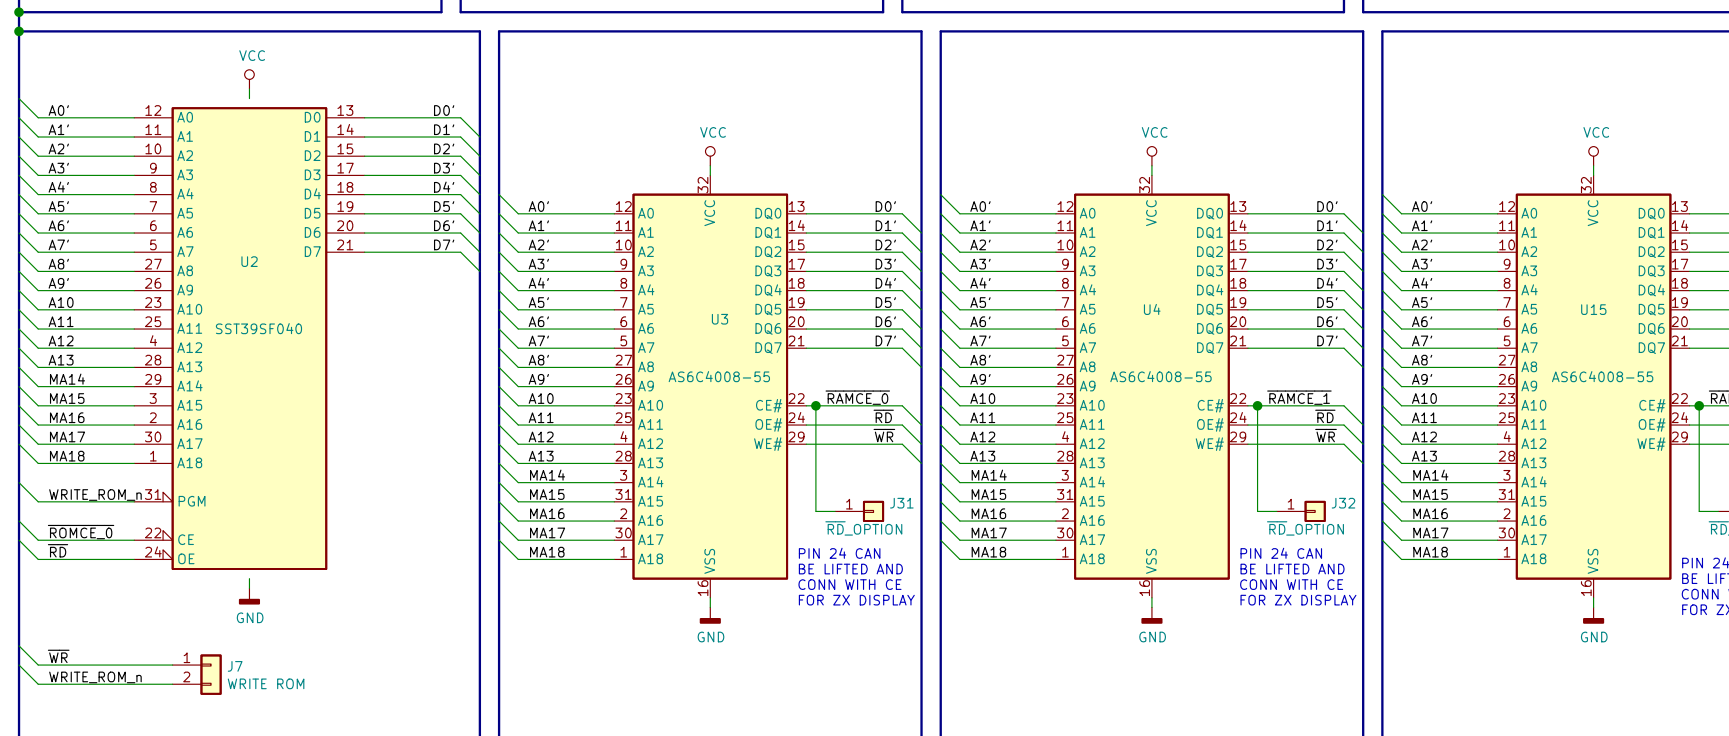 VCC
A0' 12 A0 D0 13 D0'
A1' 11 A1 D1 14 D1'
A2' 10 A2 D2 15 D2'
A3' 9 A3 D3 17 D3'
A4' 8 A4 D4 18 D4'
A5' 7 A5 D5 19 D5'
A6' 6 A6 D6 20 D6'
A7' 5 A7 D7 21 D7'
U2
A8' 27 A8
A9' 26 A9
A10 23 A10
A11 25 A11 SST39SF040
A12 4 A12
A13 28 A13
MA14 29 A14
MA15 3 A15
MA16 2 A16
MA17 30 A17
MA18 1 A18
WRITE_ROM_n 31 PGM
ROMCE_0 22 CE
RD 24 OE
GND
WR 1 J7
WRITE_ROM_n 2 WRITE ROM
VCC
32
VCC
A0' 12 A0 DQ0 13 D0'
A1' 11 A1 DQ1 14 D1'
A2' 10 A2 DQ2 15 D2'
A3' 9 A3 DQ3 17 D3'
A4' 8 A4 DQ4 18 D4'
A5' 7 A5 DQ5 19 D5'
U3
A6' 6 A6 DQ6 20 D6'
A7' 5 A7 DQ7 21 D7'
A8' 27 A8
AS6C4008-55
A9' 26 A9
A10 23 A10 CE# 22 RAMCE_0
A11 25 A11 OE# 24 RD
A12 4 A12 WE# 29 WR
A13 28 A13
MA14 3 A14
MA15 31 A15 1 J31
MA16 2 A16 RD_OPTION
MA17 30 A17
MA18 1 A18 VSS
16
PIN 24 CAN
BE LIFTED AND
CONN WITH CE
FOR ZX DISPLAY
GND
VCC
32
VCC
A0' 12 A0 DQ0 13 D0'
A1' 11 A1 DQ1 14 D1'
A2' 10 A2 DQ2 15 D2'
A3' 9 A3 DQ3 17 D3'
A4' 8 A4 DQ4 18 D4'
A5' 7 A5 U4 DQ5 19 D5'
A6' 6 A6 DQ6 20 D6'
A7' 5 A7 DQ7 21 D7'
A8' 27 A8
AS6C4008-55
A9' 26 A9
A10 23 A10 CE# 22 RAMCE_1
A11 25 A11 OE# 24 RD
A12 4 A12 WE# 29 WR
A13 28 A13
MA14 3 A14
MA15 31 A15 1 J32
MA16 2 A16 RD_OPTION
MA17 30 A17
MA18 1 A18 VSS
16
PIN 24 CAN
BE LIFTED AND
CONN WITH CE
FOR ZX DISPLAY
GND
VCC
32
VCC
A0' 12 A0 DQ0 13
A1' 11 A1 DQ1 14
A2' 10 A2 DQ2 15
A3' 9 A3 DQ3 17
A4' 8 A4 DQ4 18
A5' 7 A5 U15 DQ5 19
A6' 6 A6 DQ6 20
A7' 5 A7 DQ7 21
A8' 27 A8
AS6C4008-55
A9' 26 A9
A10 23 A10 CE# 22
A11 25 A11 OE# 24
A12 4 A12 WE# 29
A13 28 A13
MA14 3 A14
MA15 31 A15
MA16 2 A16
MA17 30 A17
MA18 1 A18 VSS
16
PIN 24
BE
CONN
FOR
GND